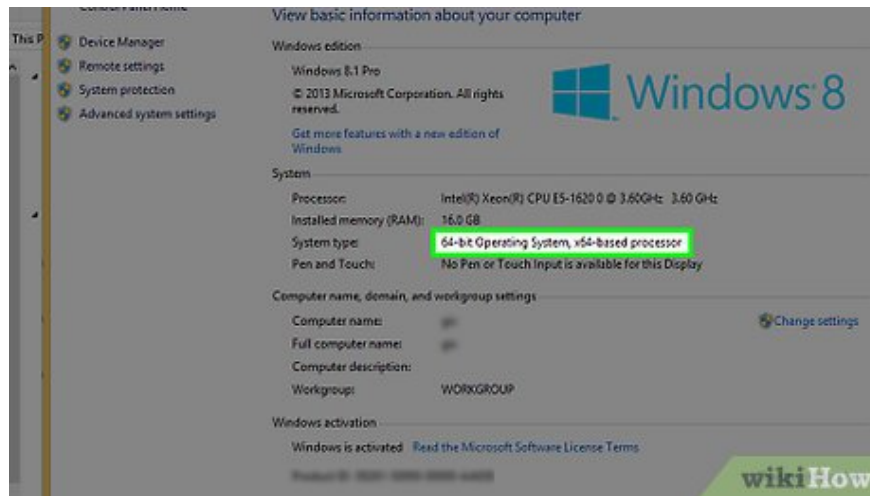 View basic information about your computer
This P
Device Manager
Windows edition
Remote settings
Windows 8.1 Pro
System protection
© 2013 Microsoft Corporation. All rights
reserved.
Advanced system settings
Windows 8
Get more features with a new edition of
Windows
System
Processor: Intel(R) Xeon(R) CPU E5-1620 0 @ 3.60GHz 3.60 GHz
Installed memory (RAM): 16.0 GB
System type: 64-bit Operating System, x64-based processor
Pen and Touch: No Pen or Touch Input is available for this Display
Computer name, domain, and workgroup settings
Computer name:
Change settings
Full computer name:
Computer description:
Workgroup: WORKGROUP
Windows activation
Windows is activated Read the Microsoft Software License Terms
wikiHow